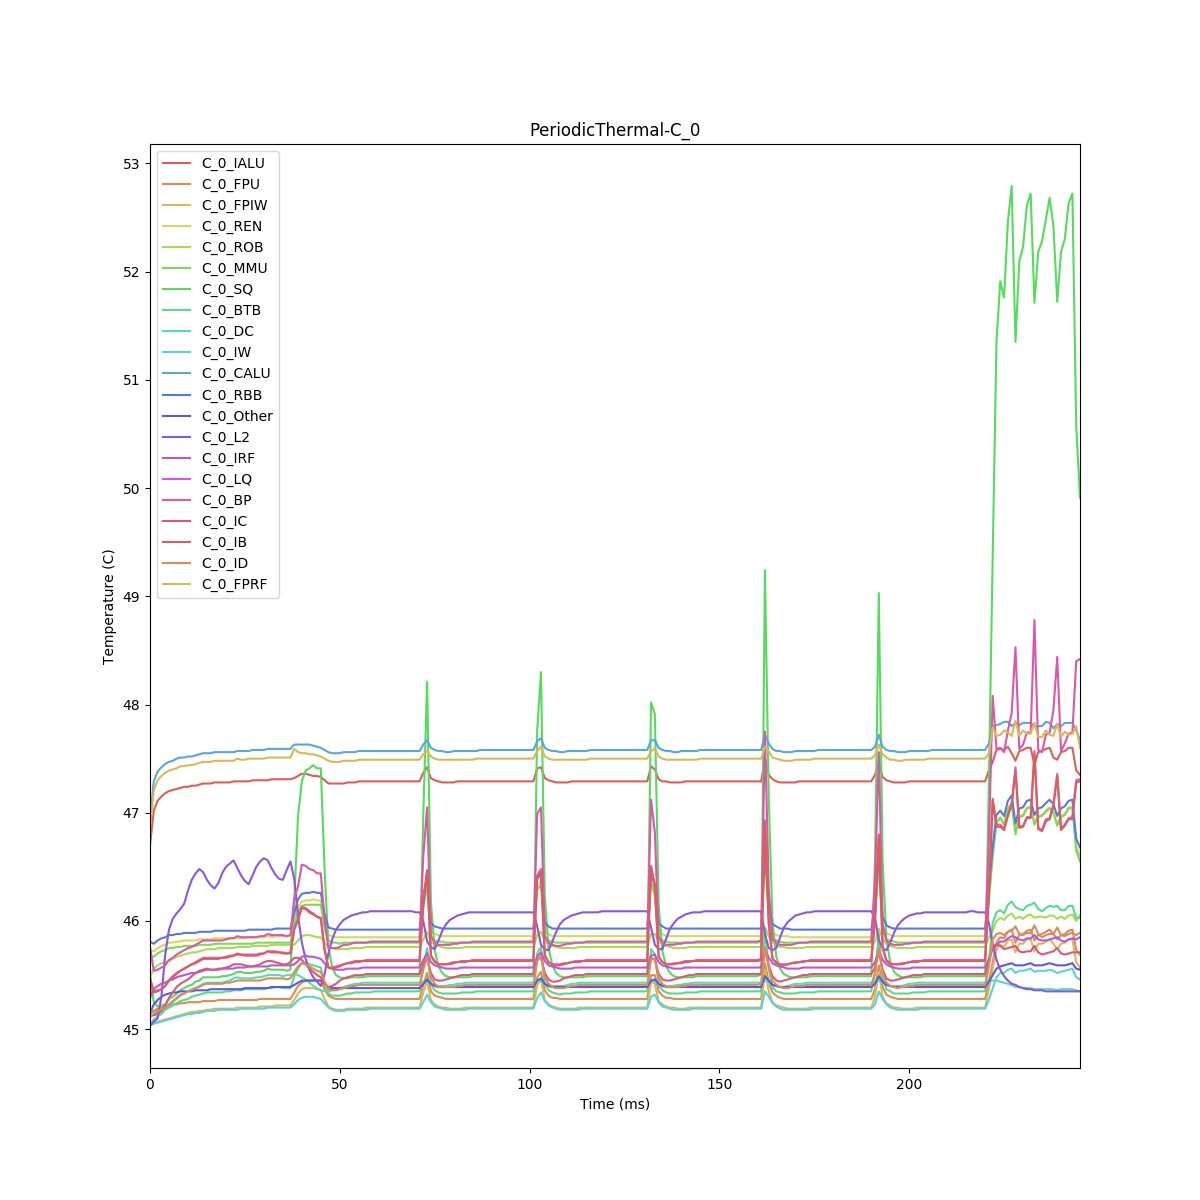 PeriodicThermal-C_0
C_0_IALU
C_0_FPU
C_0_FPIW
C_0_REN
C_0_ROB
C_0_MMU
C_0_SQ
C_0_BTB
C_0_DC
C_0_IW
C_0_CALU
C_0_RBB
C_0_Other
C_0_L2
C_0_IRF
C_0_LQ
C_0_BP
C_0_IC
C_0_IB
C_0_ID
C_0_FPRF
53
52
51
50
49
48
47
46
45
Temperature (C)
0 50 100 150 200
Time (ms)